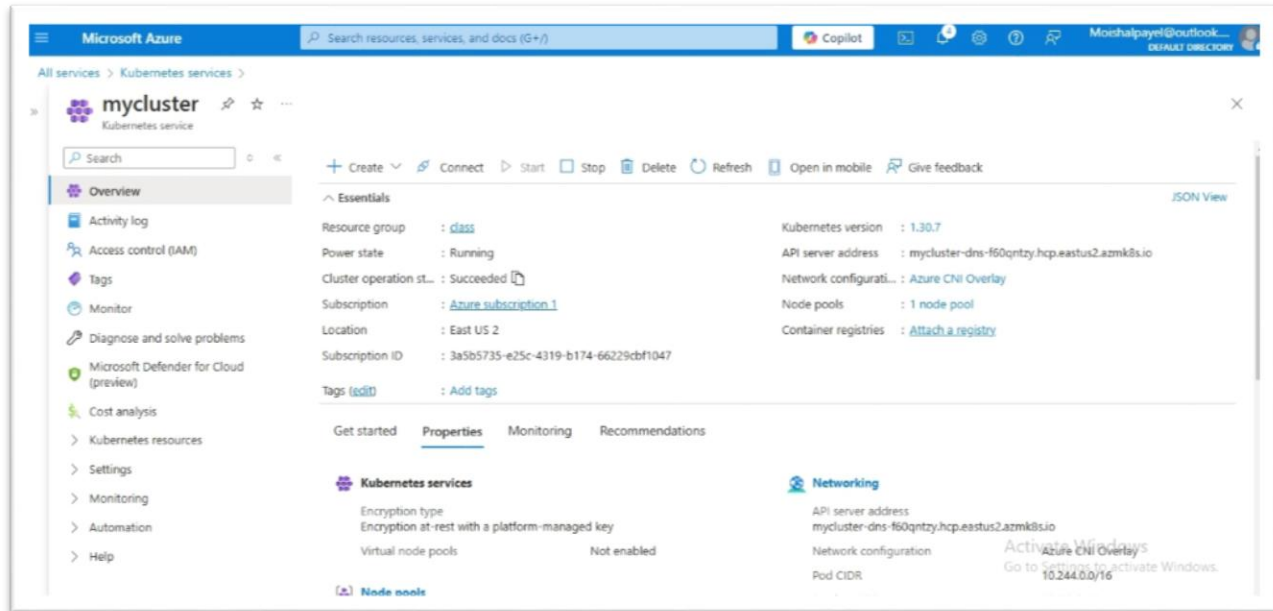 Microsoft Azure
Search resources, services, and docs (G+/)
Copilot
4
Moishalpayel@outlook....
DEFAULT DIRECTORY
All services > Kubernetes services >
mycluster
Kubernetes service
Search
Create
Connect
Start
Stop
Delete
Refresh
Open in mobile
Give feedback
Overview
Activity log
Access control (IAM)
Tags
Monitor
Diagnose and solve problems
Microsoft Defender for Cloud
(preview)
Cost analysis
Kubernetes resources
Settings
Monitoring
Automation
Help
Essentials
JSON View
Resource group : class
Power state : Running
Cluster operation st... : Succeeded
Subscription : Azure subscription 1
Location : East US 2
Subscription ID : 3a5b5735-e25c-4319-b174-66229cbf1047
Tags (edit) : Add tags
Kubernetes version : 1.30.7
API server address : mycluster-dns-f60qntzy.hcp.eastus2.azmk8s.io
Network configurati... : Azure CNI Overlay
Node pools : 1 node pool
Container registries : Attach a registry
Get started Properties Monitoring Recommendations
Kubernetes services
Encryption type
Encryption at-rest with a platform-managed key
Virtual node pools Not enabled
Node pools
Networking
API server address
mycluster-dns-f60qntzy.hcp.eastus2.azmk8s.io
Network configuration Azure CNI Overlay
Pod CIDR 10.244.0.0/16
Activate Windows
Go to Settings to activate Windows.